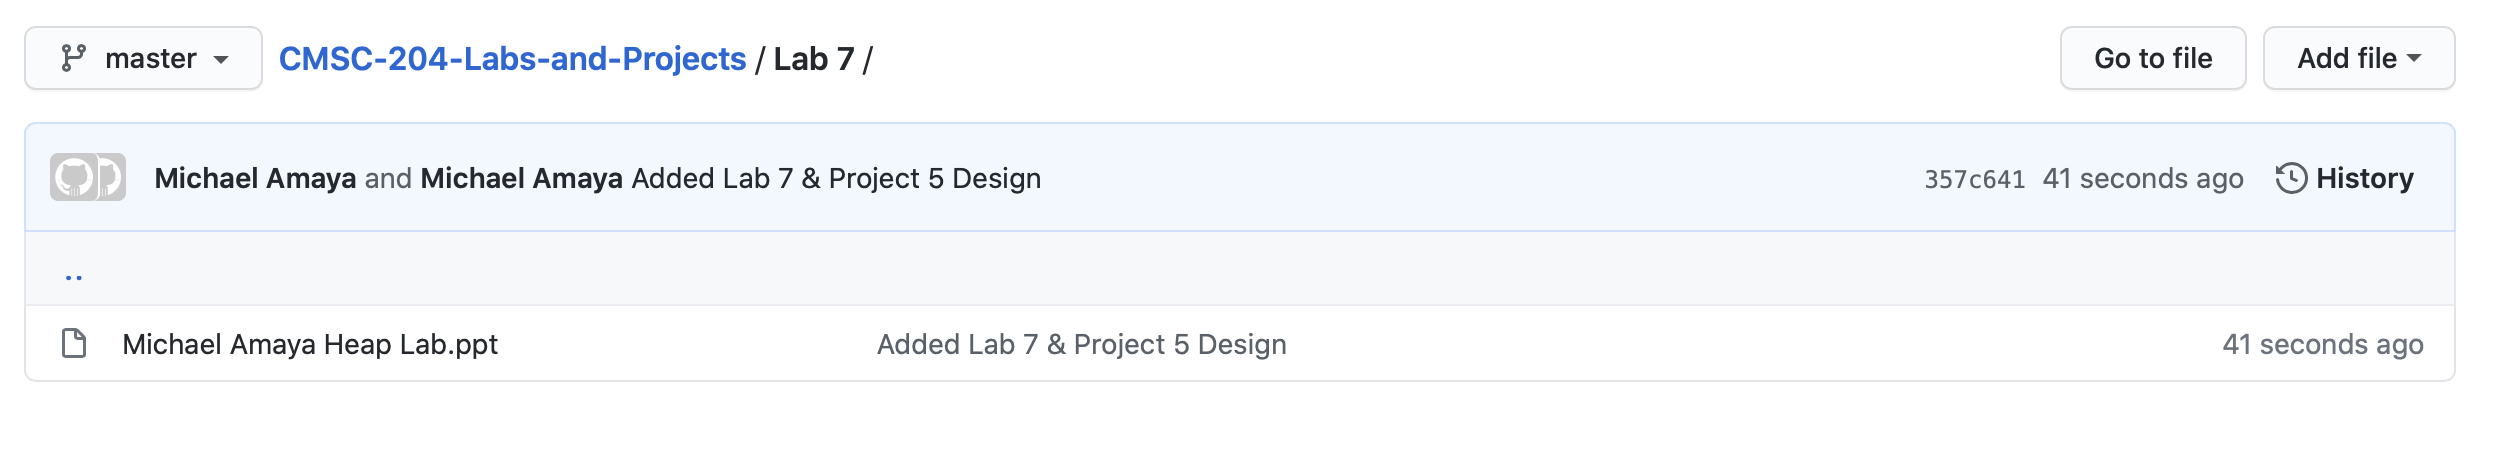 master CMSC-204-Labs-and-Projects / Lab 7 / Go to file Add file
Michael Amaya and Michael Amaya Added Lab 7 & Project 5 Design 357c641 41 seconds ago History
..
Michael Amaya Heap Lab.ppt Added Lab 7 & Project 5 Design 41 seconds ago